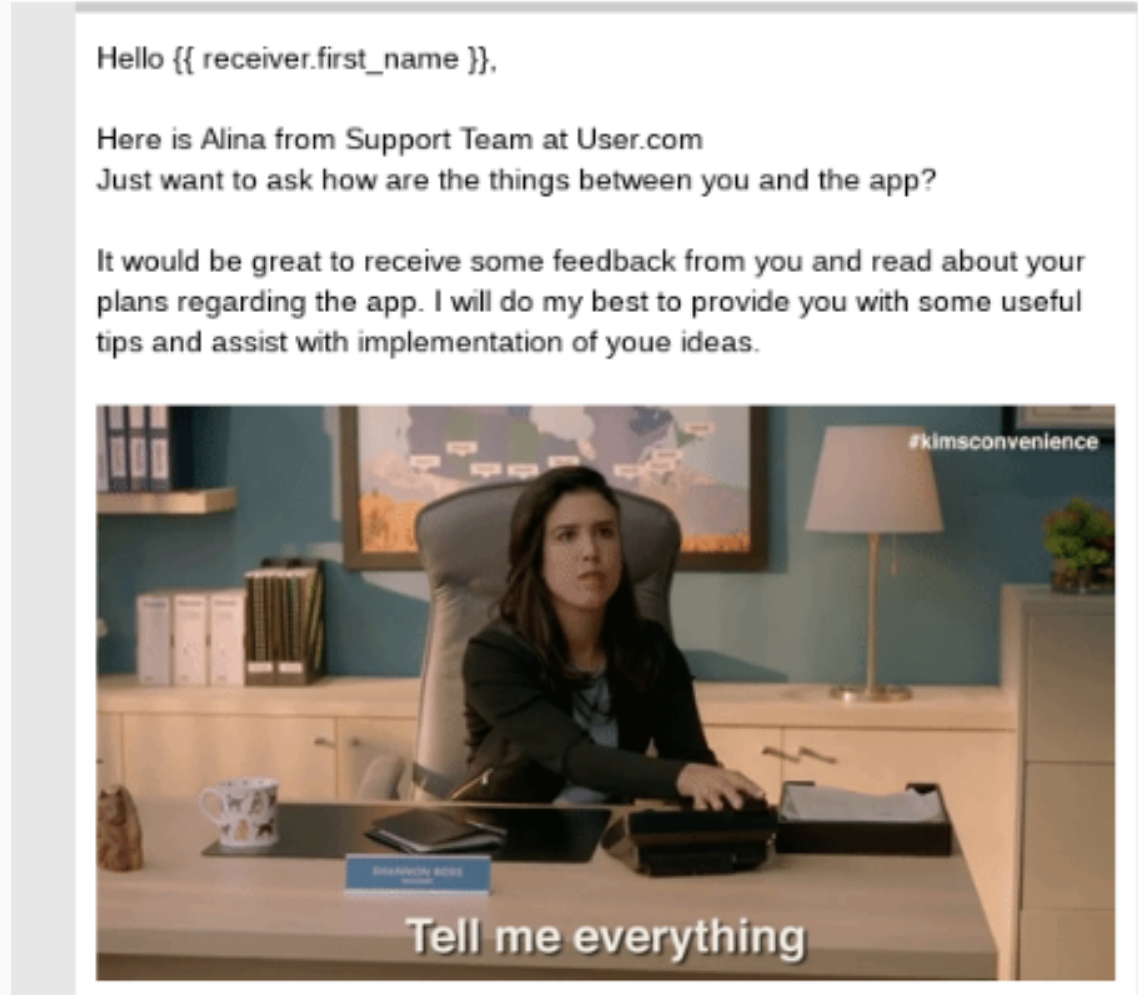 Hello {{ receiver.first_name }},
Here is Alina from Support Team at User.com
Just want to ask how are the things between you and the app?
It would be great to receive some feedback from you and read about your
plans regarding the app. I will do my best to provide you with some useful
tips and assist with implementation of youe ideas.
#kimsconvenience
SHANNON ROSS
Tell me everything